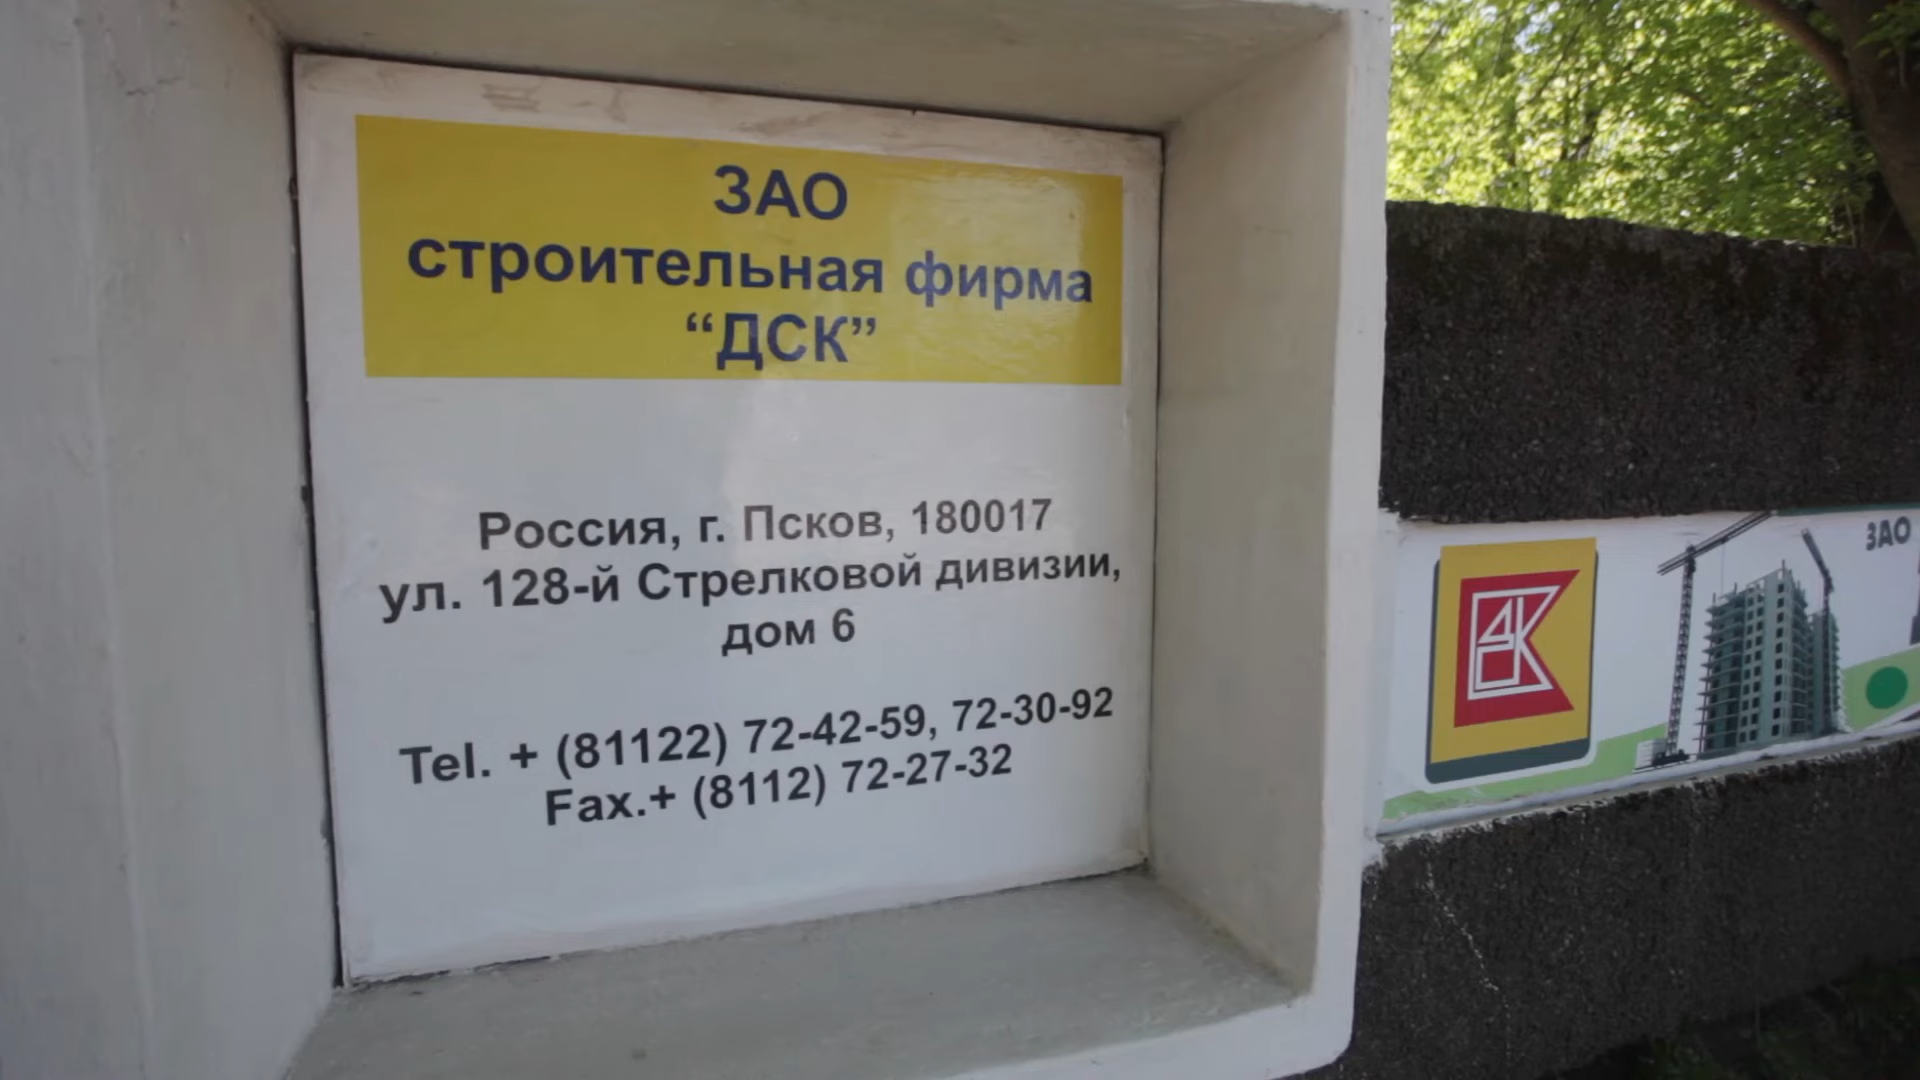 ЗАО
строительная фирма
“ДСК”
Россия, г. Псков, 180017
ул. 128-й Стрелковой дивизии,
дом 6
Tel. + (81122) 72-42-59, 72-30-92
Fax.+ (8112) 72-27-32
ЗАО
ДСК